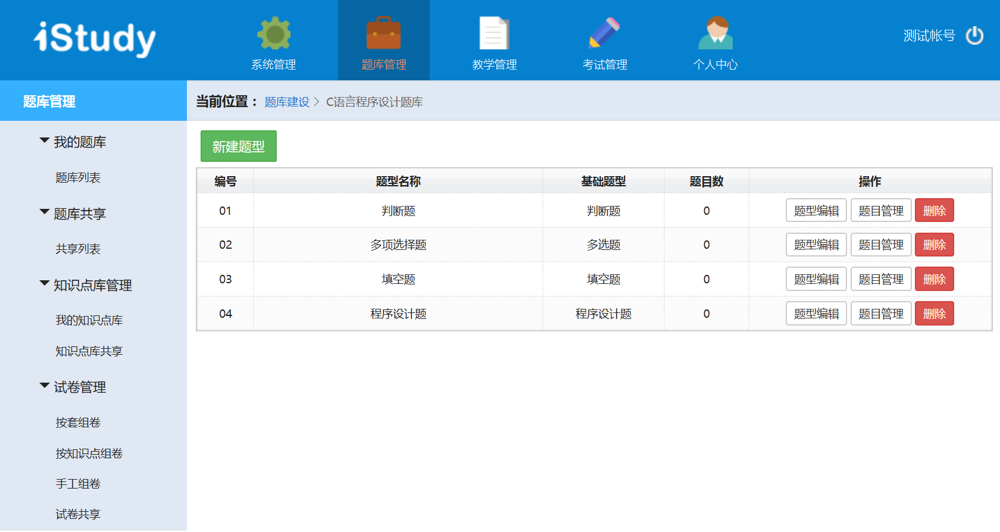 iStudy
系统管理
题库管理
教学管理
考试管理
个人中心
测试帐号
题库管理
我的题库
题库列表
题库共享
共享列表
知识点库管理
我的知识点库
知识点库共享
试卷管理
按套组卷
按知识点组卷
手工组卷
试卷共享
当前位置： 题库建设 > C语言程序设计题库
新建题型
编号 题型名称 基础题型 题目数 操作
01 判断题 判断题 0 题型编辑 题目管理 删除
02 多项选择题 多选题 0 题型编辑 题目管理 删除
03 填空题 填空题 0 题型编辑 题目管理 删除
04 程序设计题 程序设计题 0 题型编辑 题目管理 删除